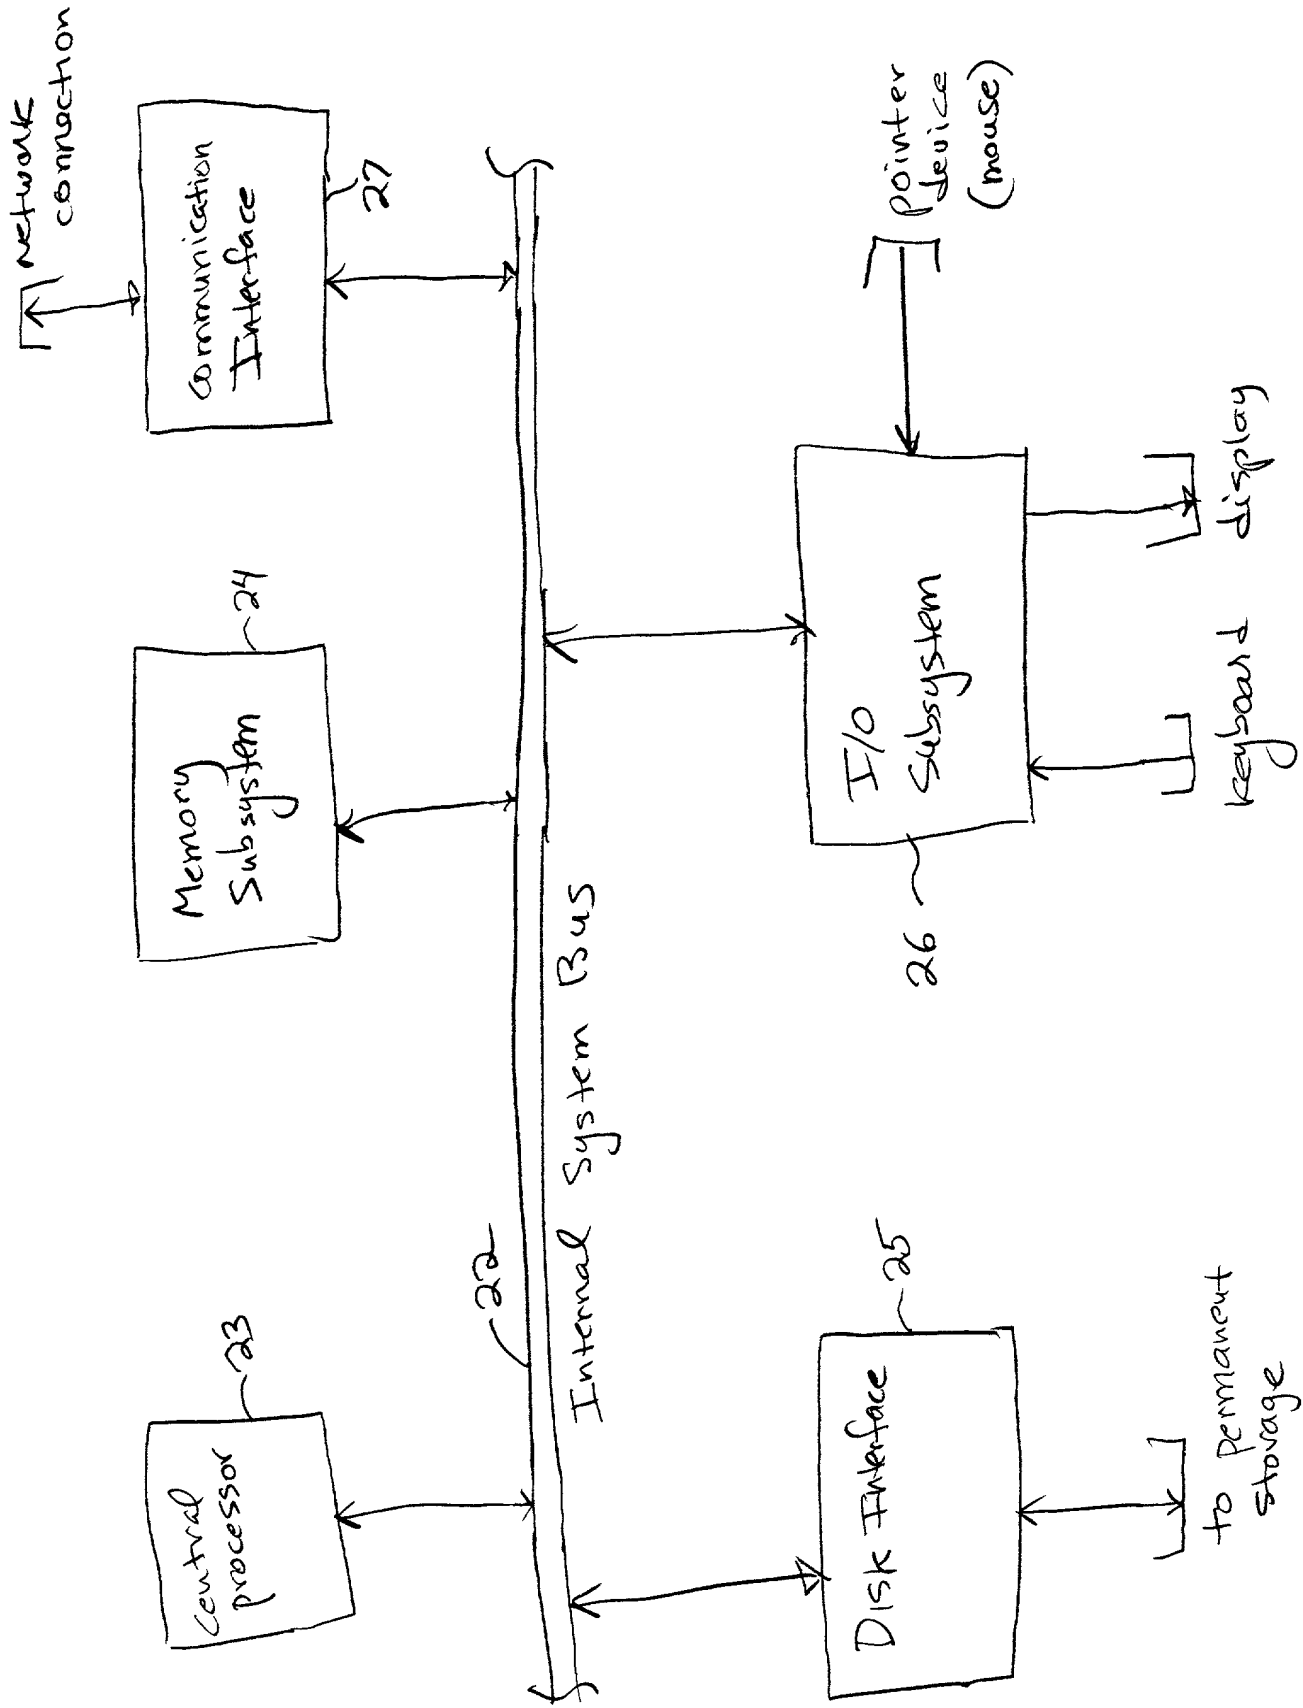 network
connection
Central
processor
23
Memory
Subsystem
24
Communication
Interface
27
22
Internal System Bus
Disk Interface
25
to permanent
storage
26
I/O
Subsystem
keyboard
display
pointer
device
(mouse)